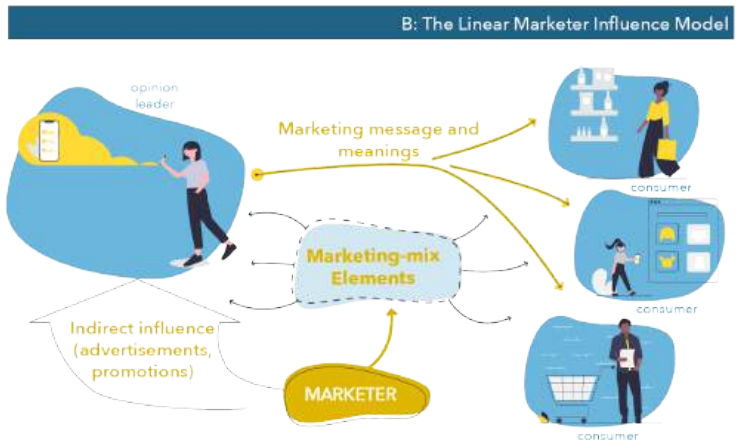 B: The Linear Marketer Influence Model
opinion
leader
Marketing message and
meanings
consumer
Marketing-mix
Elements
consumer
Indirect influence
(advertisements,
promotions)
MARKETER
consumer